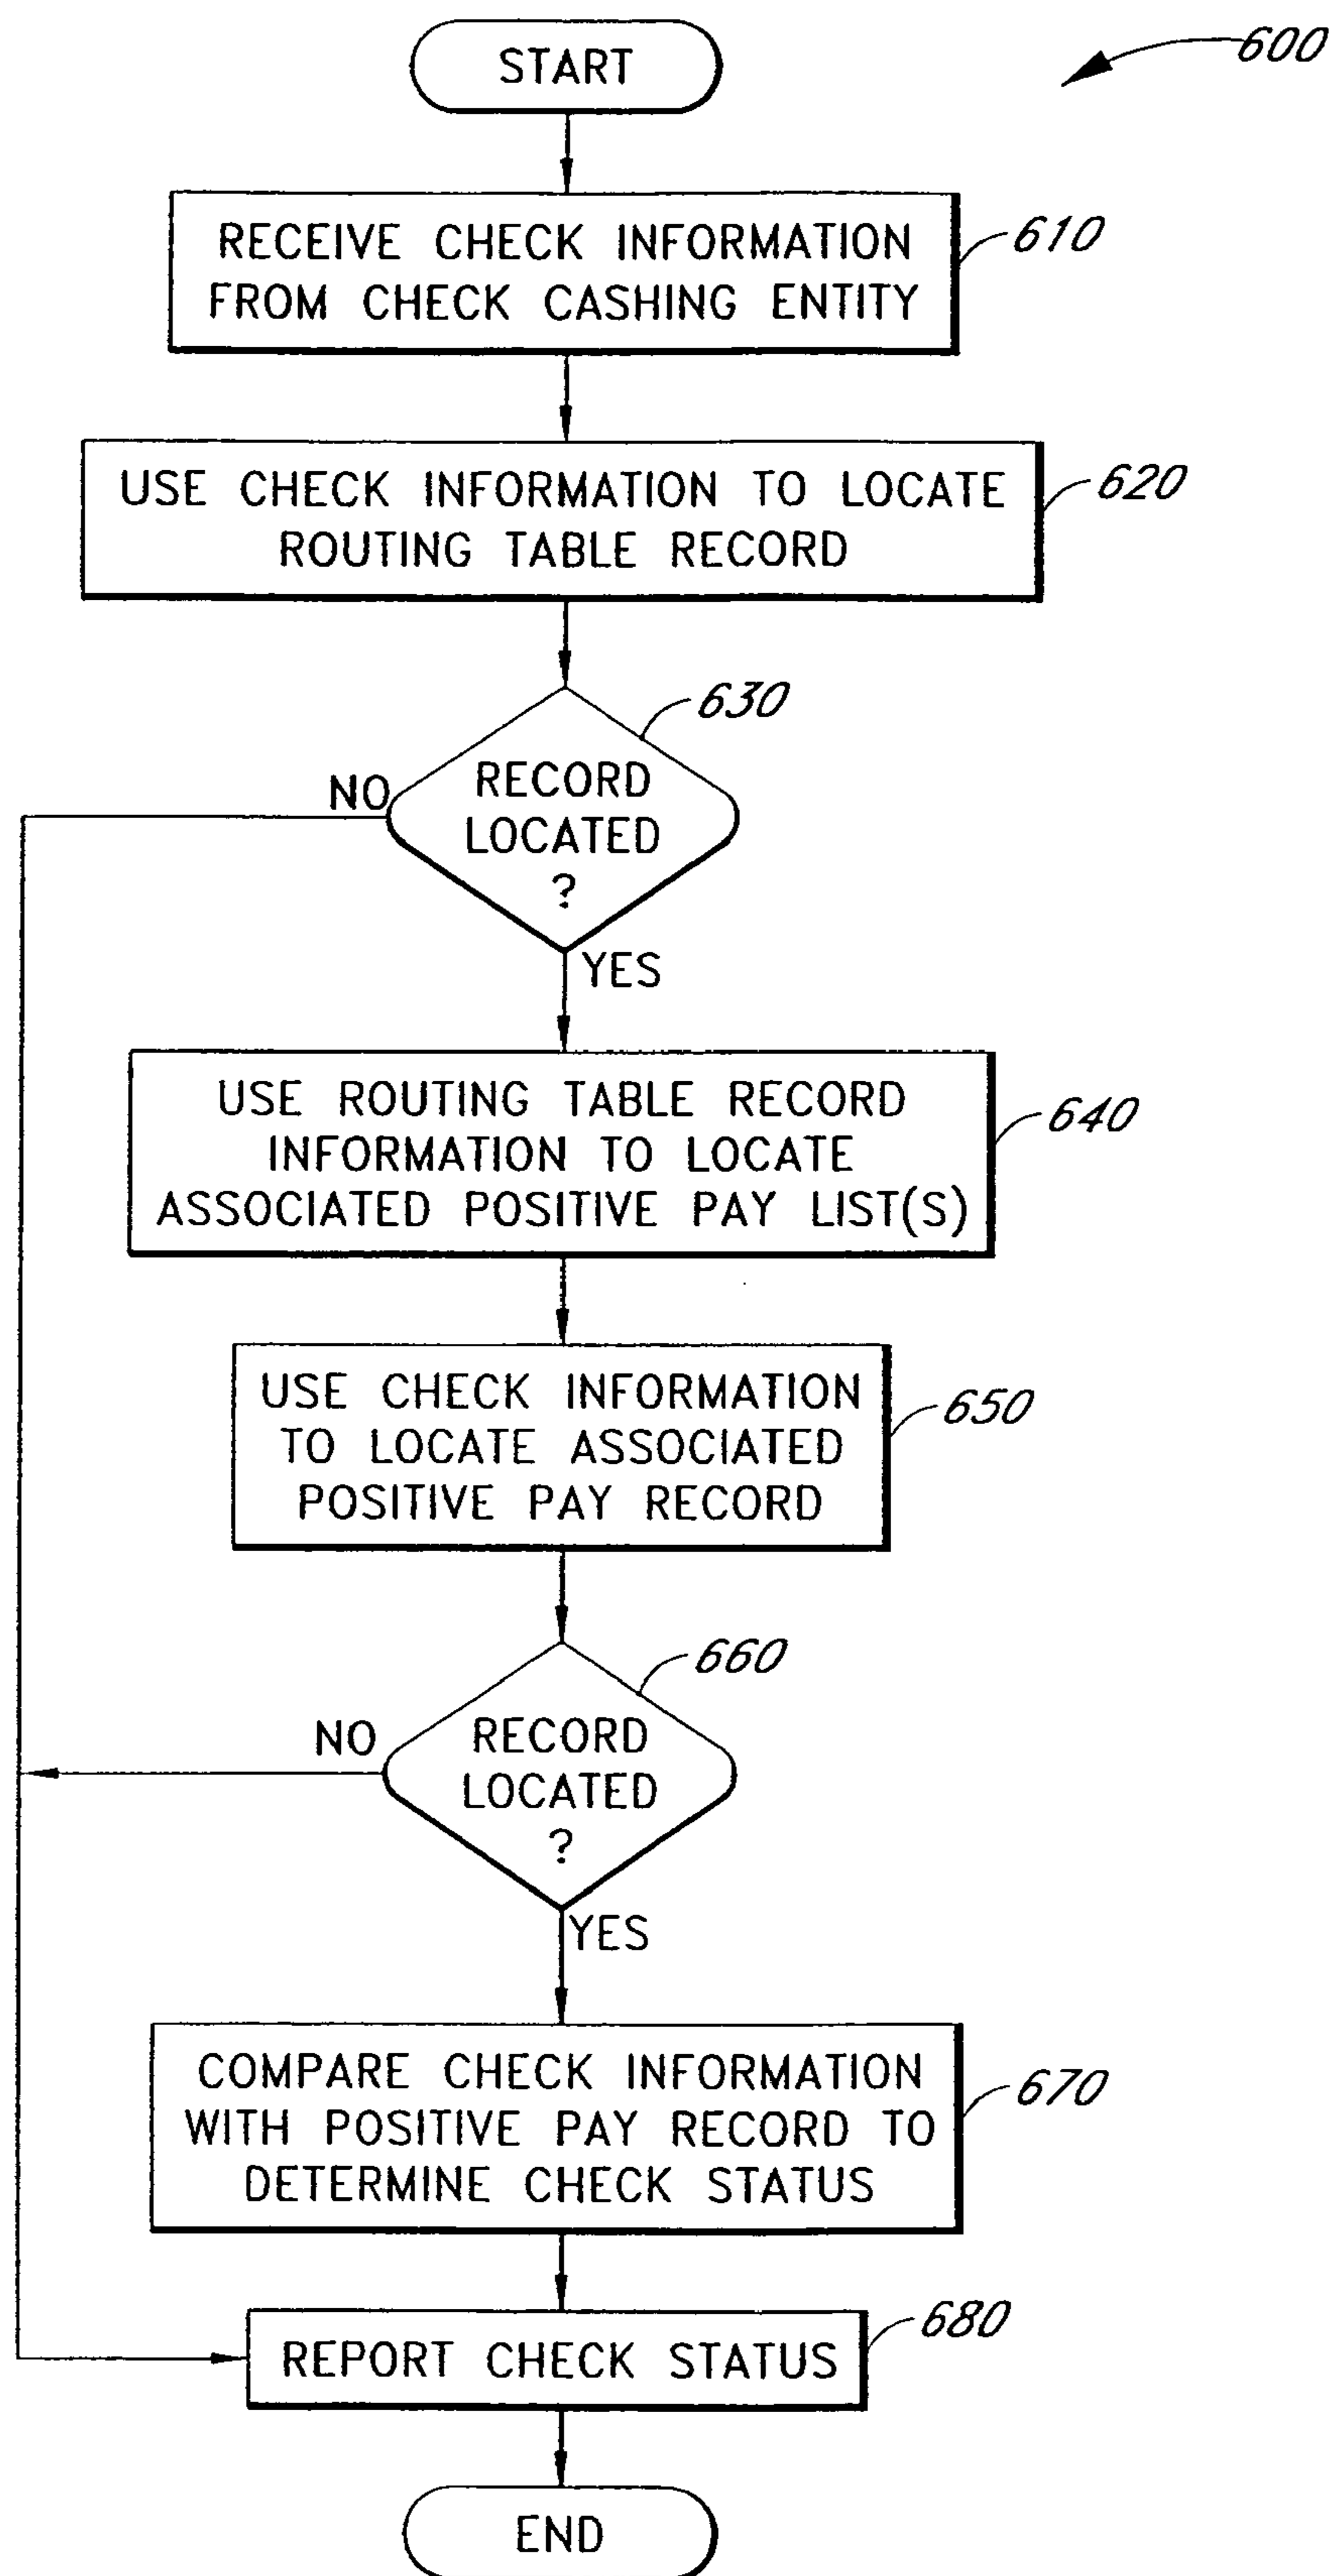 START
600
RECEIVE CHECK INFORMATION
FROM CHECK CASHING ENTITY
610
USE CHECK INFORMATION TO LOCATE
ROUTING TABLE RECORD
620
630
RECORD
LOCATED
?
NO
YES
USE ROUTING TABLE RECORD
INFORMATION TO LOCATE
ASSOCIATED POSITIVE PAY LIST(S)
640
USE CHECK INFORMATION
TO LOCATE ASSOCIATED
POSITIVE PAY RECORD
650
660
RECORD
LOCATED
?
NO
YES
COMPARE CHECK INFORMATION
WITH POSITIVE PAY RECORD TO
DETERMINE CHECK STATUS
670
REPORT CHECK STATUS
680
END